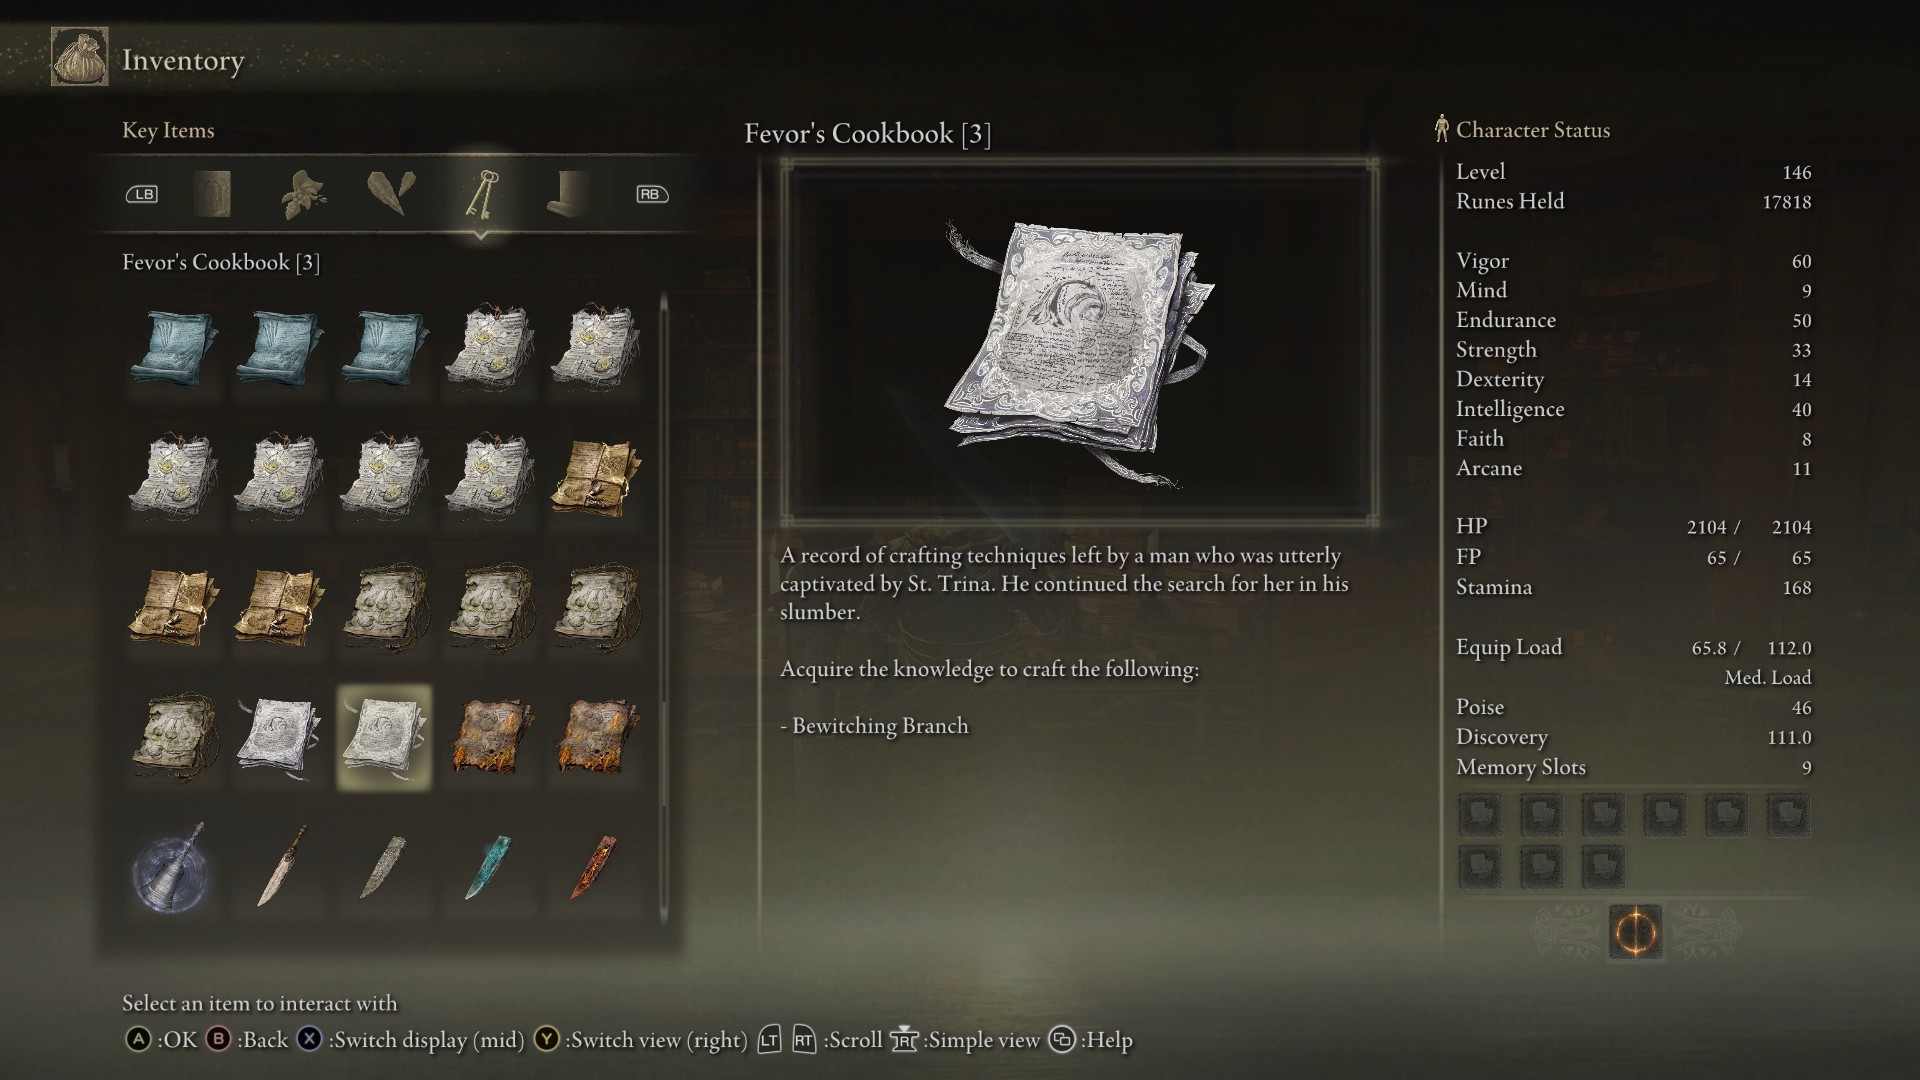 Inventory
Key Items
LB
RB
Fevor's Cookbook [3]
Fevor's Cookbook [3]
A record of crafting techniques left by a man who was utterly
captivated by St. Trina. He continued the search for her in his
slumber.
Acquire the knowledge to craft the following:
- Bewitching Branch
Character Status
Level 146
Runes Held 17818
Vigor 60
Mind 9
Endurance 50
Strength 33
Dexterity 14
Intelligence 40
Faith 8
Arcane 11
HP 2104 / 2104
FP 65 / 65
Stamina 168
Equip Load 65.8 / 112.0
Med. Load
Poise 46
Discovery 111.0
Memory Slots 9
Select an item to interact with
A :OK B :Back X :Switch display (mid) Y :Switch view (right) LT RT :Scroll R :Simple view :Help